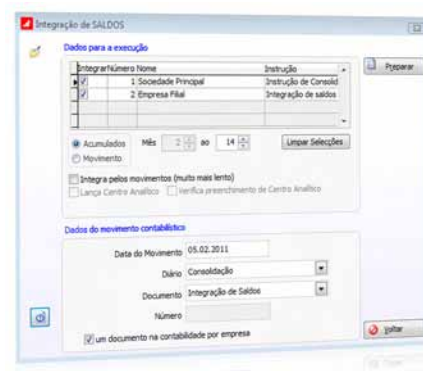 Integração de SALDOS
Dados para a execução
Integrar Número Nome Instrução
1 Sociedade Principal Instrução de Consolid
2 Empresa Filial Integração de saldos
Preparar
Acumulados Mês 2 ao 14 Limpar Selecções
Movimento
Integra pelos movimentos (muito mais lento)
Lança Centro Analítico Verifica preenchimento de Centro Analítico
Dados do movimento contabilístico
Data do Movimento 05.02.2011
Diário Consolidação
Documento Integração de Saldos
Número
um documento na contabilidade por empresa
Voltar